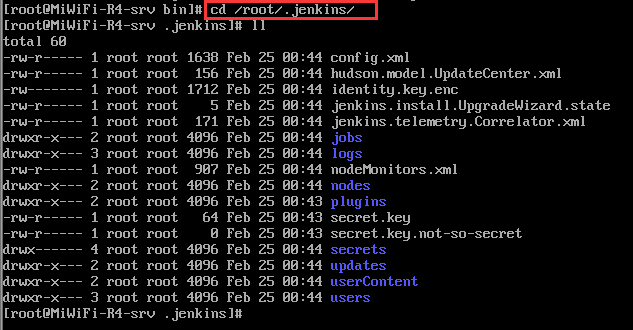 [root@MiWiFi-R4-srv bin]# cd /root/.jenkins/
[root@MiWiFi-R4-srv .jenkins]# ll
total 60
-rw-r----- 1 root root 1638 Feb 25 00:44 config.xml
-rw-r----- 1 root root 156 Feb 25 00:44 hudson.model.UpdateCenter.xml
-rw------- 1 root root 1712 Feb 25 00:44 identity.key.enc
-rw-r----- 1 root root 5 Feb 25 00:44 jenkins.install.UpgradeWizard.state
-rw-r----- 1 root root 171 Feb 25 00:44 jenkins.telemetry.Correlator.xml
drwxr-x--- 2 root root 4096 Feb 25 00:44 jobs
drwxr-x--- 3 root root 4096 Feb 25 00:44 logs
-rw-r----- 1 root root 907 Feb 25 00:44 nodeMonitors.xml
drwxr-x--- 2 root root 4096 Feb 25 00:44 nodes
drwxr-x--- 2 root root 4096 Feb 25 00:43 plugins
-rw-r----- 1 root root 64 Feb 25 00:43 secret.key
-rw-r----- 1 root root 0 Feb 25 00:43 secret.key.not-so-secret
drwx------ 4 root root 4096 Feb 25 00:44 secrets
drwxr-x--- 2 root root 4096 Feb 25 00:44 updates
drwxr-x--- 2 root root 4096 Feb 25 00:44 userContent
drwxr-x--- 3 root root 4096 Feb 25 00:44 users
[root@MiWiFi-R4-srv .jenkins]#